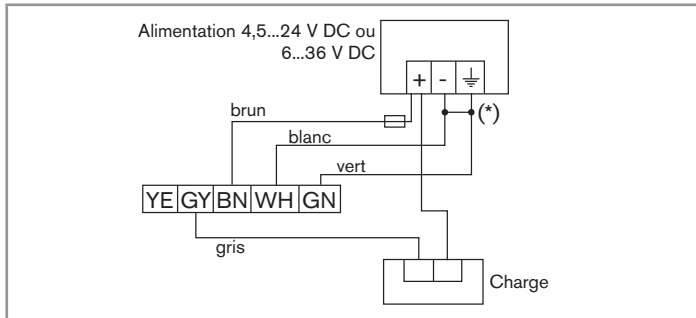 Alimentation 4,5...24 V DC ou
6...36 V DC
+ -
(*)
brun
blanc
vert
YE GY BN WH GN
gris
Charge